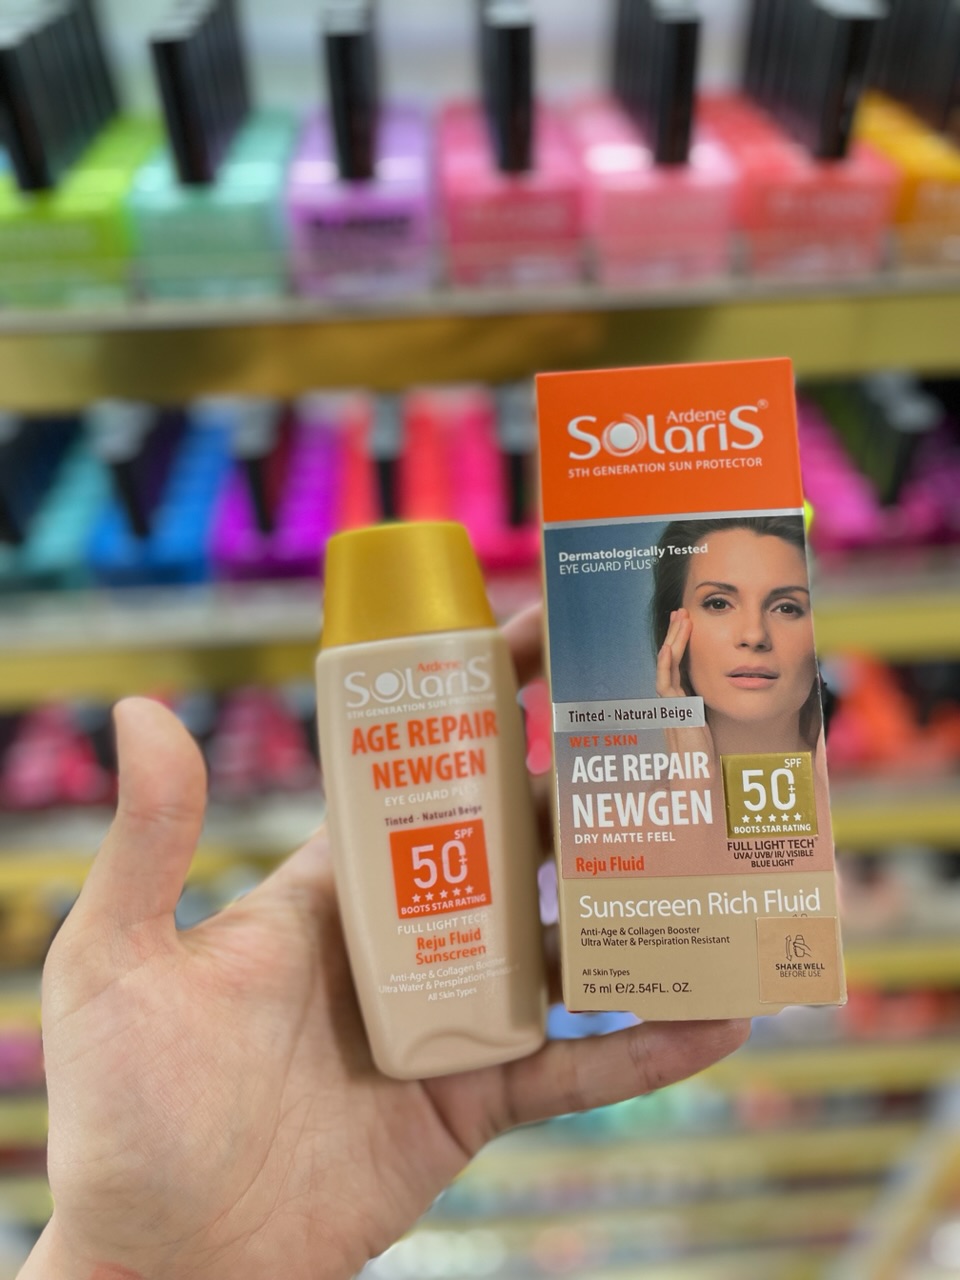 Ardene
SolariS
5TH GENERATION SUN PROTECTOR
AGE REPAIR
NEWGEN
EYE GUARD PLUS
Tinted - Natural Beige
SPF
50+
★★★★★
BOOTS STAR RATING
FULL LIGHT TECH
Reju Fluid
Sunscreen
Anti-Age & Collagen Booster
Ultra Water & Perspiration Resistant
All Skin Types
Ardene
SolariS®
5TH GENERATION SUN PROTECTOR
Dermatologically Tested
EYE GUARD PLUS®
Tinted - Natural Beige
WET SKIN
AGE REPAIR
NEWGEN
DRY MATTE FEEL
Reju Fluid
SPF
50+
★★★★★
BOOTS STAR RATING
FULL LIGHT TECH
UVA/ UVB/ IR/ VISIBLE
BLUE LIGHT
Sunscreen Rich Fluid
Anti-Age & Collagen Booster
Ultra Water & Perspiration Resistant
All Skin Types
75 ml ℮/2.54FL. OZ.
SHAKE WELL
BEFORE USE